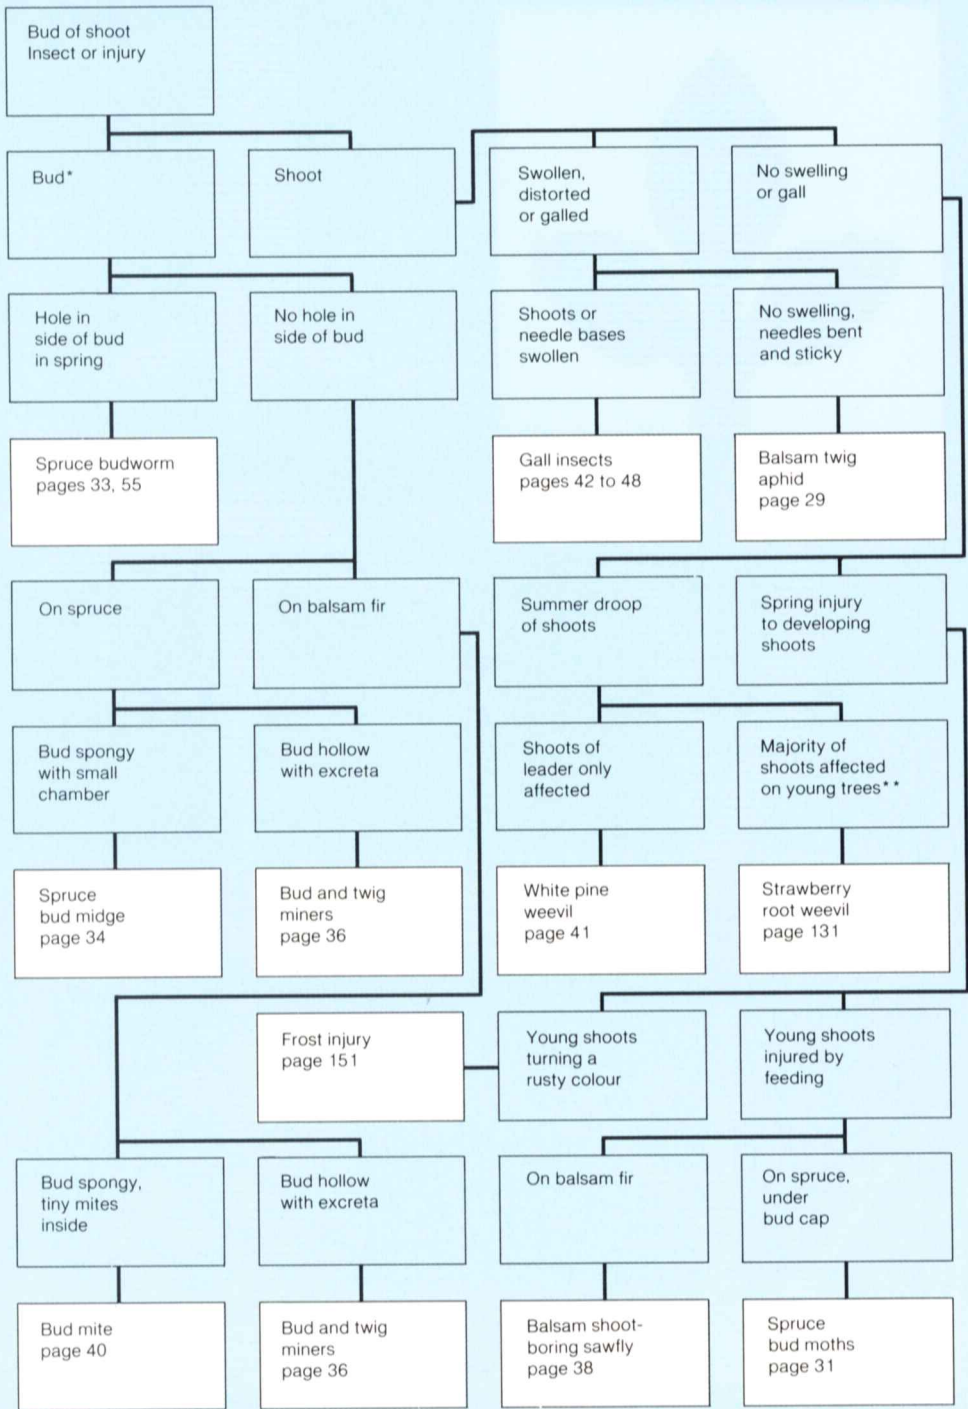 Bud of shoot
Insect or injury
Bud*
Shoot
Swollen,
distorted
or galled
No swelling
or gall
Hole in
side of bud
in spring
No hole in
side of bud
Shoots or
needle bases
swollen
No swelling,
needles bent
and sticky
Spruce budworm
pages 33, 55
Gall insects
pages 42 to 48
Balsam twig
aphid
page 29
On spruce
On balsam fir
Summer droop
of shoots
Spring injury
to developing
shoots
Bud spongy
with small
chamber
Bud hollow
with excreta
Shoots of
leader only
affected
Majority of
shoots affected
on young trees**
Spruce
bud midge
page 34
Bud and twig
miners
page 36
White pine
weevil
page 41
Strawberry
root weevil
page 131
Frost injury
page 151
Young shoots
turning a
rusty colour
Young shoots
injured by
feeding
Bud spongy,
tiny mites
inside
Bud hollow
with excreta
On balsam fir
On spruce,
under
bud cap
Bud mite
page 40
Bud and twig
miners
page 36
Balsam shoot-
boring sawfly
page 38
Spruce
bud moths
page 31